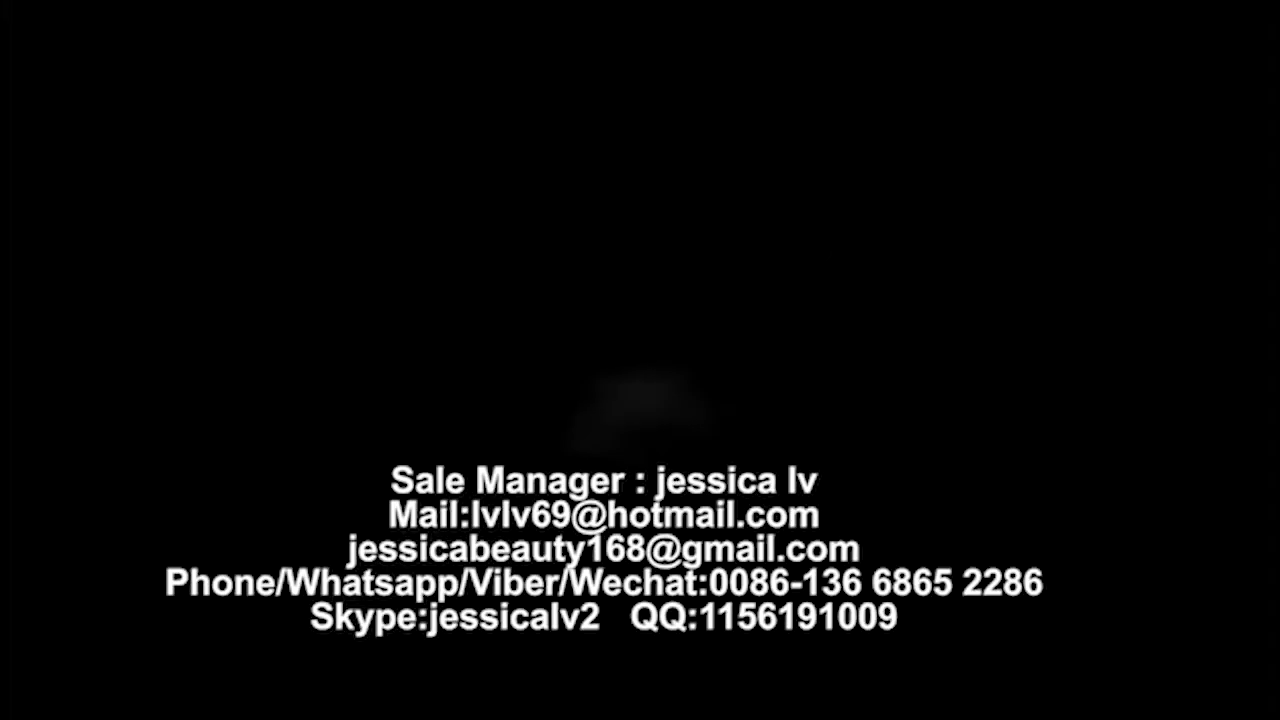 Sale Manager : jessica lv
Mail:lvlv69@hotmail.com
jessicabeauty168@gmail.com
Phone/Whatsapp/Viber/Wechat:0086-136 6865 2286
Skype:jessicalv2   QQ:1156191009